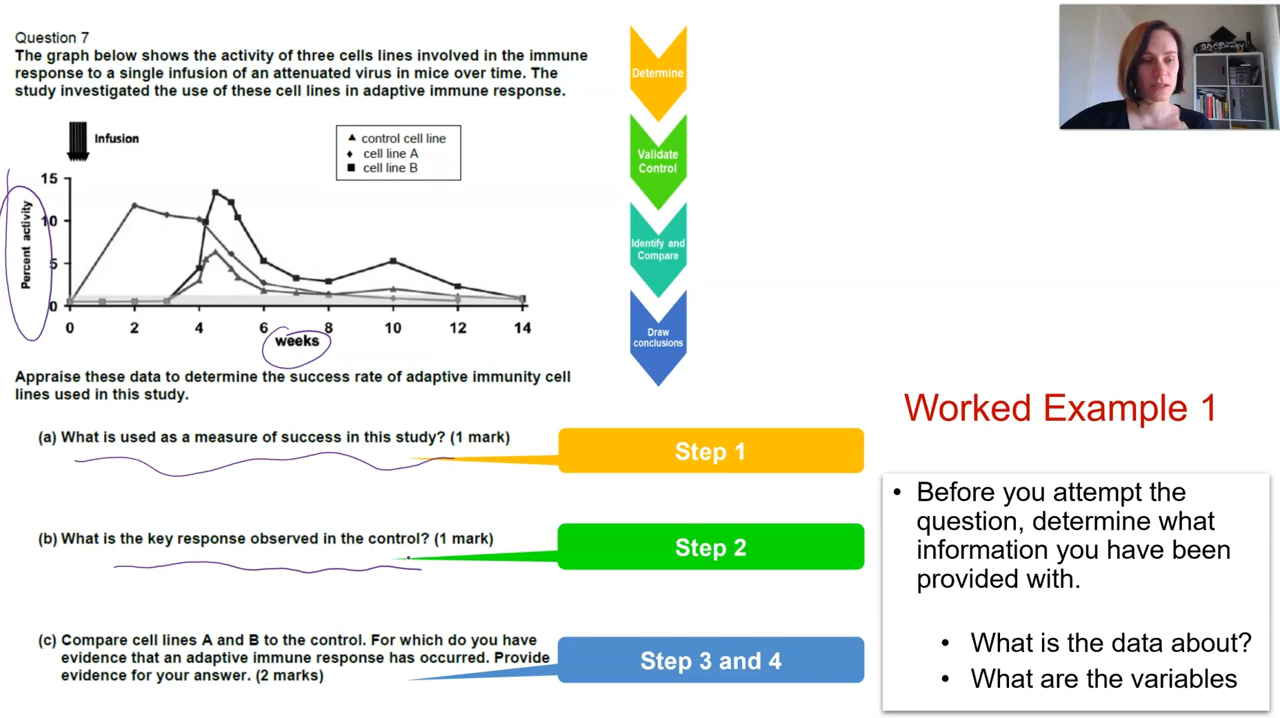 Question 7
The graph below shows the activity of three cells lines involved in the immune
response to a single infusion of an attenuated virus in mice over time. The
study investigated the use of these cell lines in adaptive immune response.
Infusion
control cell line
cell line A
cell line B
15
10
5
0
Percent activity
0 2 4 6 8 10 12 14
weeks
Appraise these data to determine the success rate of adaptive immunity cell
lines used in this study.
(a) What is used as a measure of success in this study? (1 mark)
(b) What is the key response observed in the control? (1 mark)
(c) Compare cell lines A and B to the control. For which do you have
evidence that an adaptive immune response has occurred. Provide
evidence for your answer. (2 marks)
Determine
Validate
Control
Identify and
Compare
Draw
conclusions
Step 1
Step 2
Step 3 and 4
Worked Example 1
• Before you attempt the
question, determine what
information you have been
provided with.
• What is the data about?
• What are the variables